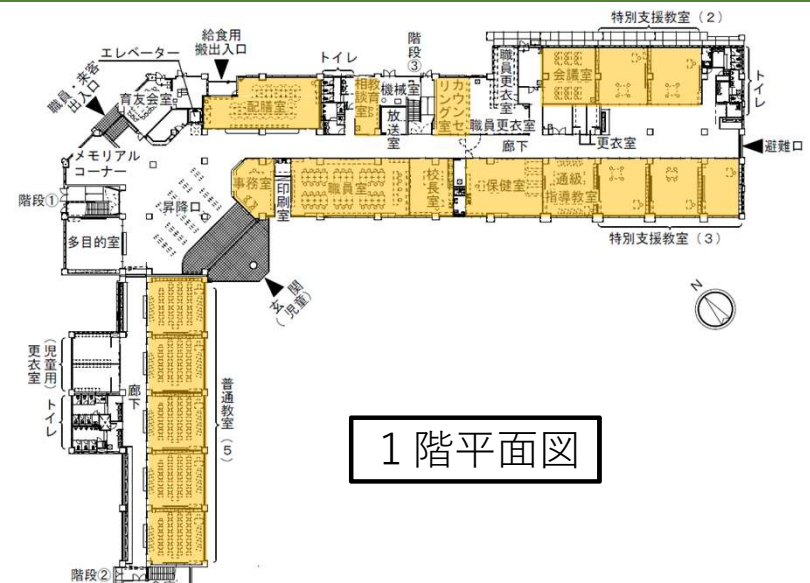 特別支援教室（２）
給食用
搬出入口
階段③
エレベーター
トイレ
職員・来客
出入口
育友会室
配膳室
教育
相談室
機械室
放送室
カウンセ
リング室
職員更衣室
職員更衣室
会議室
トイレ
更衣室
廊下
避難口
メモリアル
コーナー
階段①
昇降口
事務室
印刷室
職員室
校長室
保健室
通級
指導教室
特別支援教室（３）
多目的室
玄関
（児童）
N
（児童用）
更衣室
廊下
トイレ
普通教室（５）
１階平面図
階段②